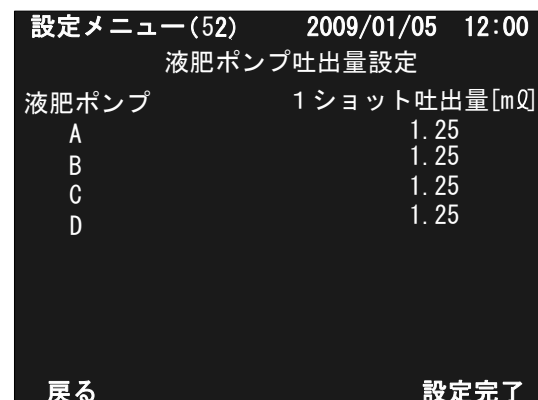 設定メニュー(52) 2009/01/05 12:00
液肥ポンプ吐出量設定
液肥ポンプ 1ショット吐出量[mℓ]
A 1.25
B 1.25
C 1.25
D 1.25
戻る 設定完了